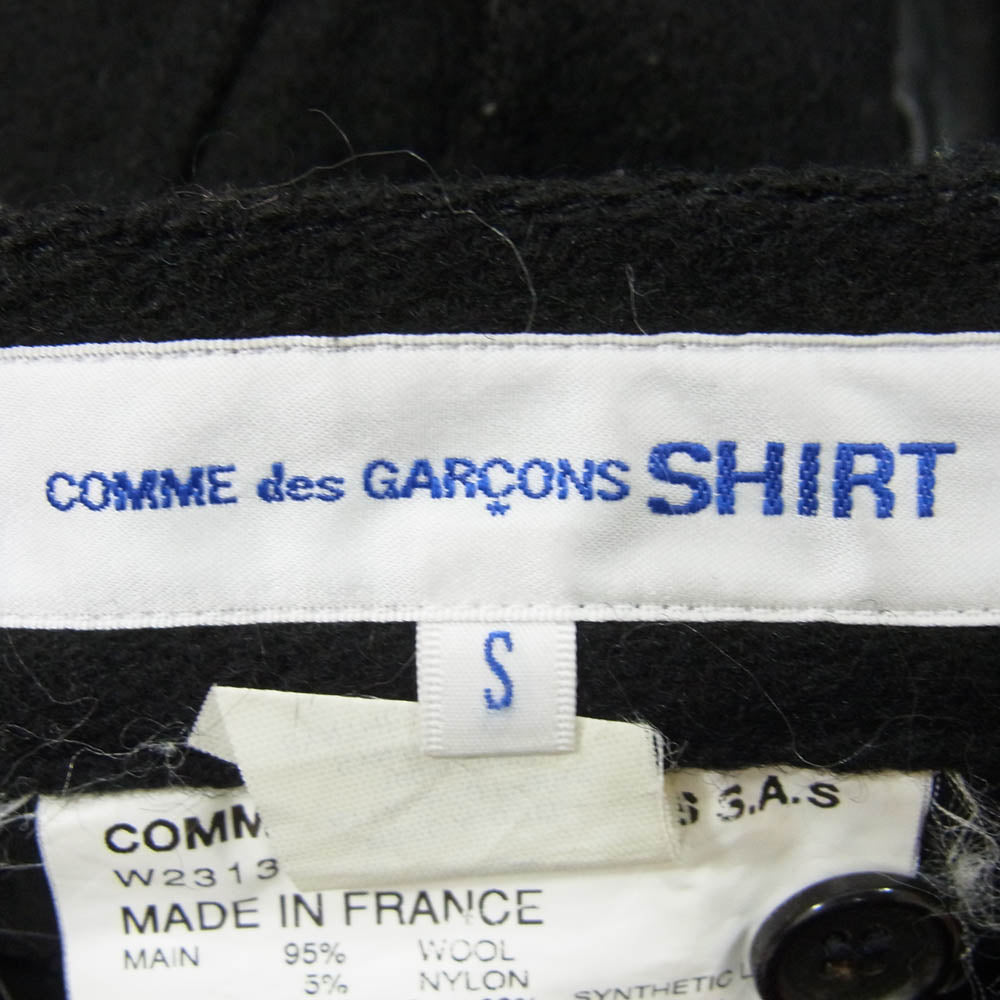 COMME des GARÇONS SHIRT
S
COMM S S.A.S
W2313
MADE IN FRANCE
MAIN 95% WOOL
5% NYLON
SYNTHETIC